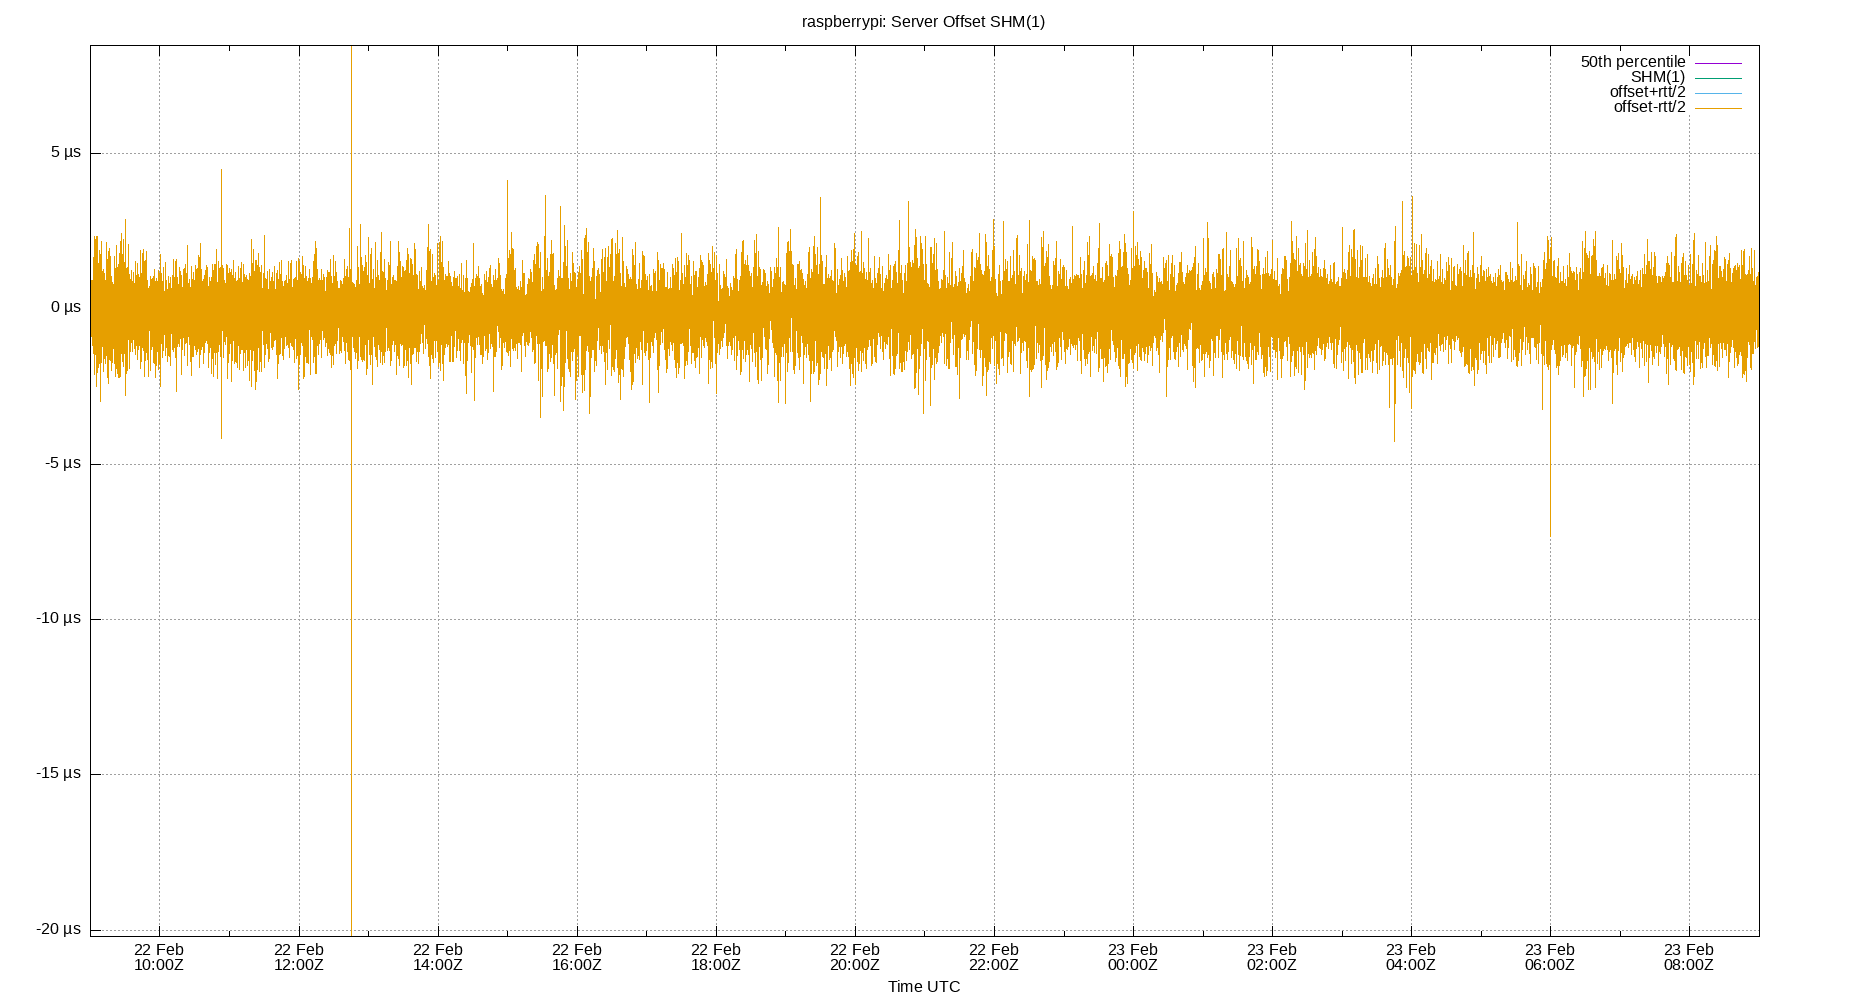 raspberrypi: Server Offset SHM(1)
50th percentile
SHM(1)
offset+rtt/2
offset-rtt/2
5 µs
0 µs
-5 µs
-10 µs
-15 µs
-20 µs
22 Feb 22 Feb 22 Feb 22 Feb 22 Feb 22 Feb 22 Feb 23 Feb 23 Feb 23 Feb 23 Feb 23 Feb
10:00Z 12:00Z 14:00Z 16:00Z 18:00Z 20:00Z 22:00Z 00:00Z 02:00Z 04:00Z 06:00Z 08:00Z
Time UTC